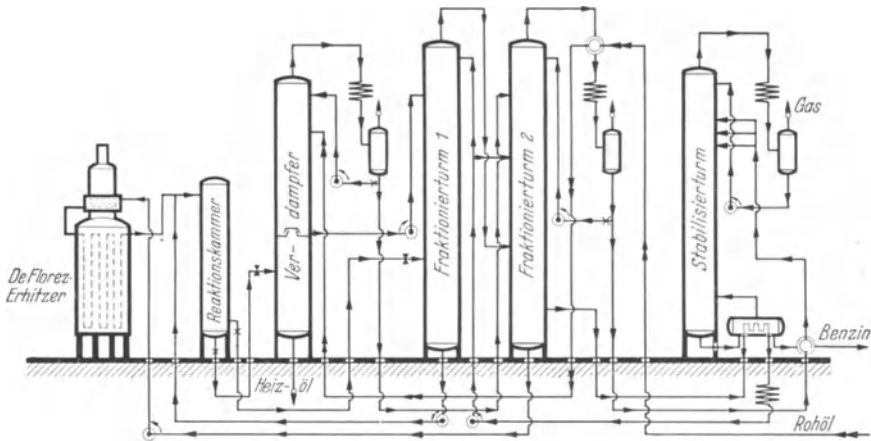 De Florez-
Erhitzer
Reaktionskammer
Ver-
dampfer
Heiz-öl
Fraktionierturm 1
Fraktionierturm 2
Stabilisierturm
Gas
Benzin
Rohöl